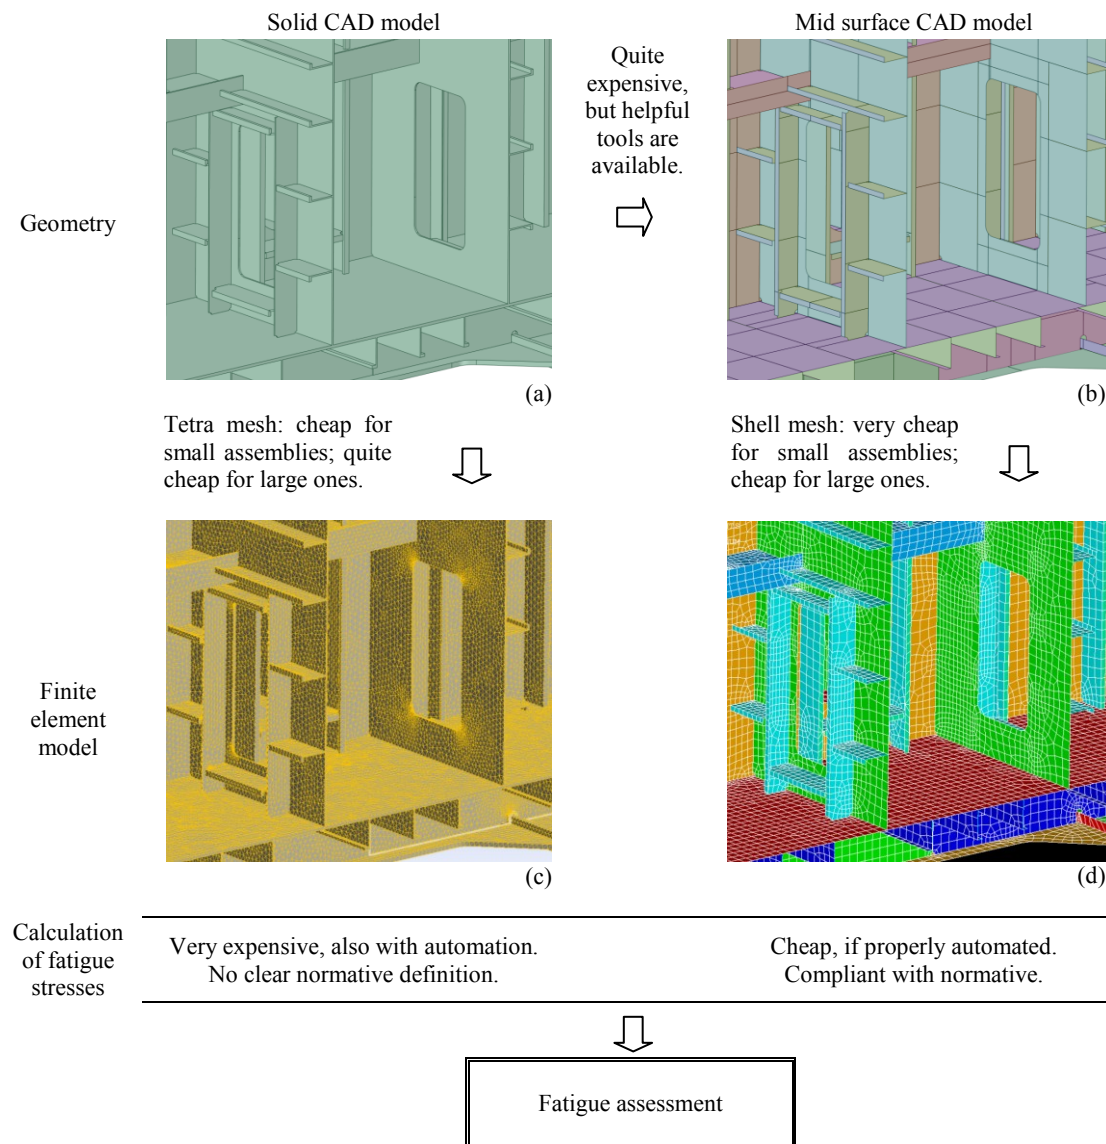 Solid CAD model
Mid surface CAD model
Quite
expensive,
but helpful
tools are
available.
Geometry
(a)
(b)
Tetra mesh: cheap for
small assemblies; quite
cheap for large ones.
Shell mesh: very cheap
for small assemblies;
cheap for large ones.
Finite
element
model
(c)
(d)
Calculation
of fatigue
stresses
Very expensive, also with automation.
No clear normative definition.
Cheap, if properly automated.
Compliant with normative.
Fatigue assessment